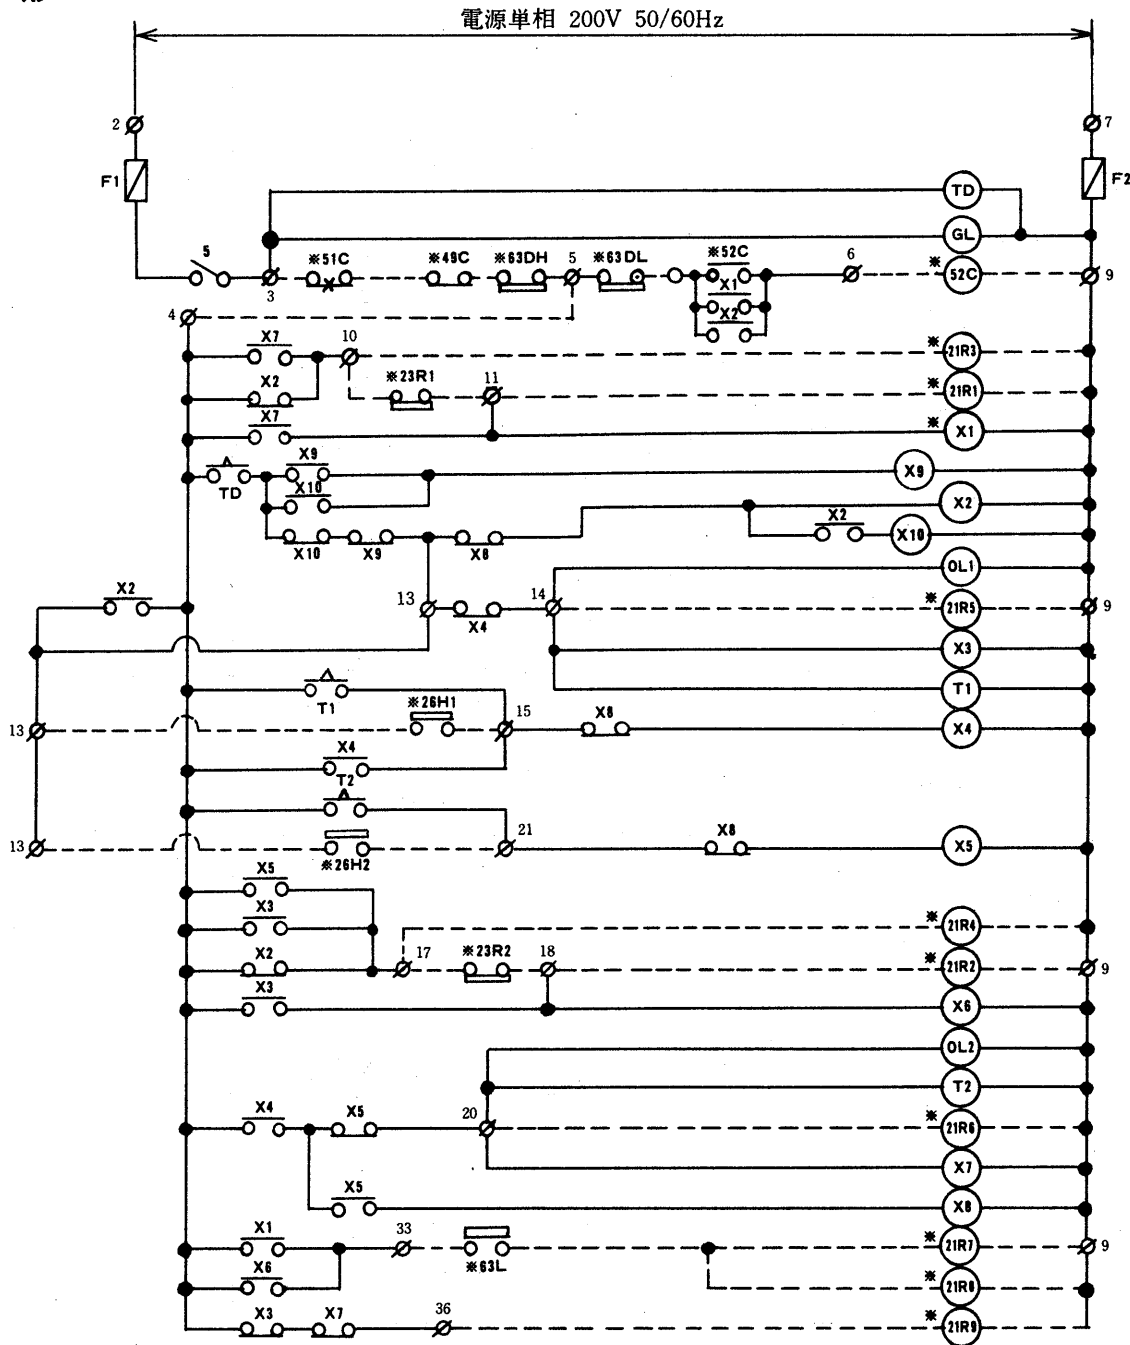 電源単相 200V 50/60Hz
2
7
F1
F2
TD
GL
5
※51C
※49C
※63DH
5
※63DL
※52C
6
※
52C
3
9
X1
X2
4
X7
10
※
21R3
X2
※23R1
11
※
21R1
X7
※
X1
TD
X9
X9
X10
X2
X10
X9
X8
X2
X10
OL1
X2
13
X4
14
※
21R5
9
X3
T1
T1
※26H1
13
15
X8
X4
X4
T2
13
※26H2
21
X8
X5
X5
X3
※
21R4
X2
17
※23R2
18
※
21R2
9
X3
X6
OL2
T2
X4
X5
20
※
21R6
X7
X5
X8
X1
33
※63L
※
21R7
9
X6
※
21R8
X3
X7
36
※
21R9